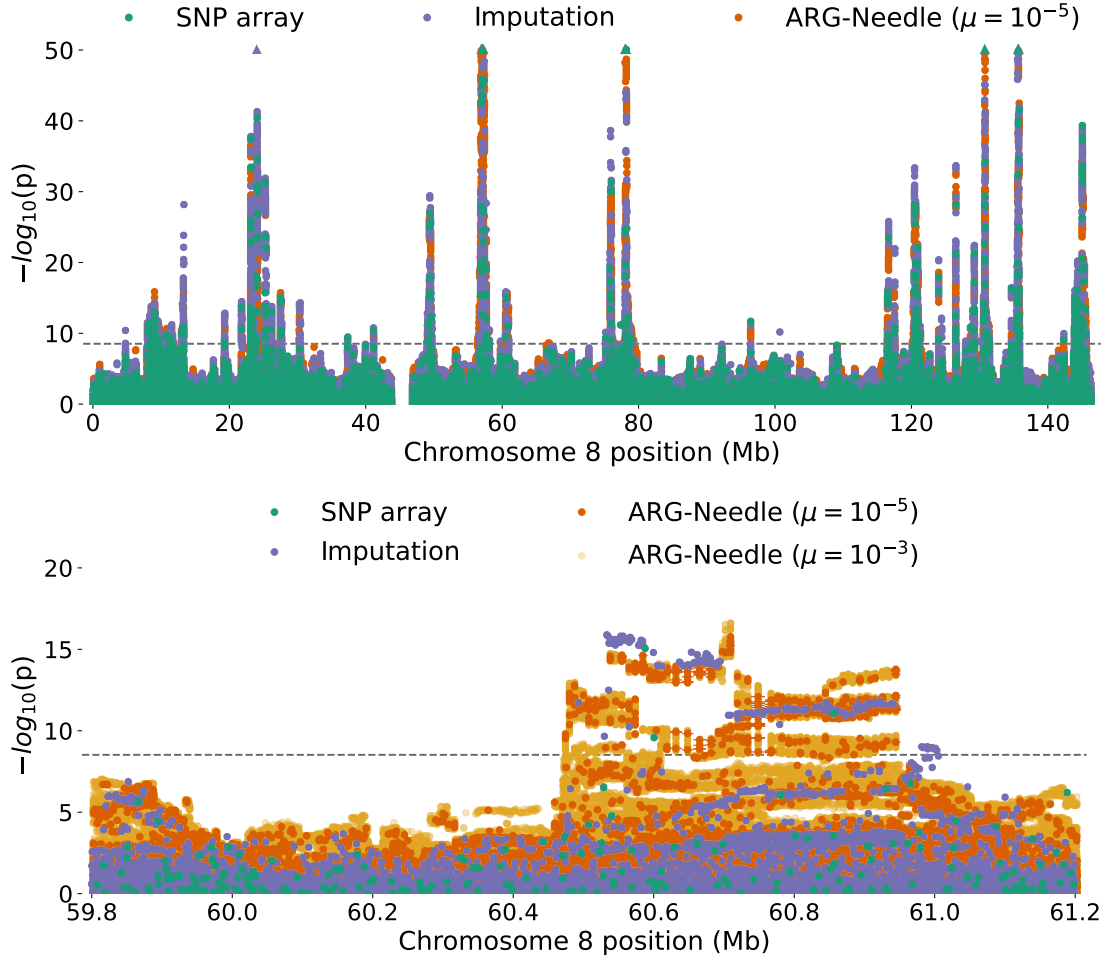 SNP array Imputation ARG-Needle (μ = 10⁻⁵)
50
40
30
20
10
0
−log₁₀(p)
0 20 40 60 80 100 120 140
Chromosome 8 position (Mb)
SNP array ARG-Needle (μ = 10⁻⁵)
Imputation ARG-Needle (μ = 10⁻³)
20
15
10
5
0
−log₁₀(p)
59.8 60.0 60.2 60.4 60.6 60.8 61.0 61.2
Chromosome 8 position (Mb)